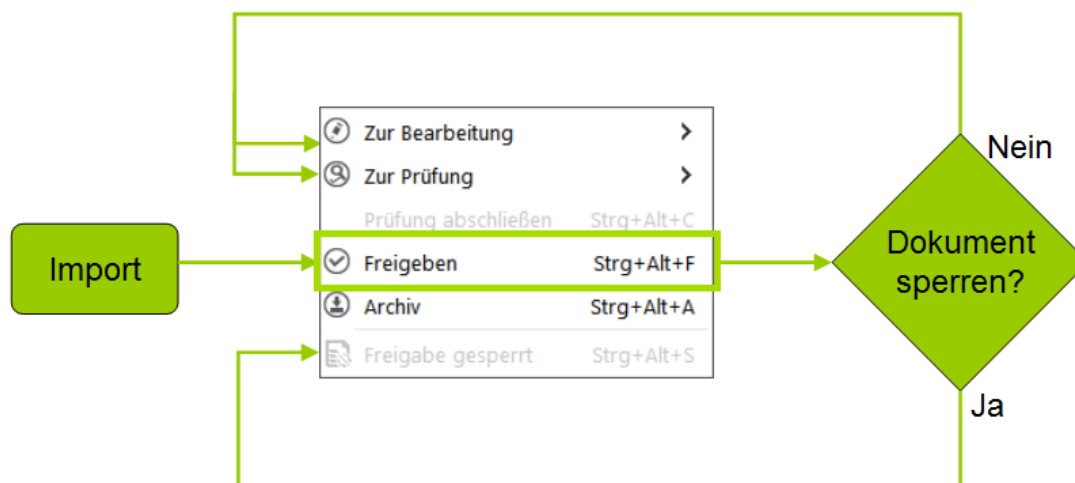 Zur Bearbeitung
Zur Prüfung
Prüfung abschließen Strg+Alt+C
Freigeben Strg+Alt+F
Archiv Strg+Alt+A
Freigabe gesperrt Strg+Alt+S
Import
Dokument
sperren?
Nein
Ja